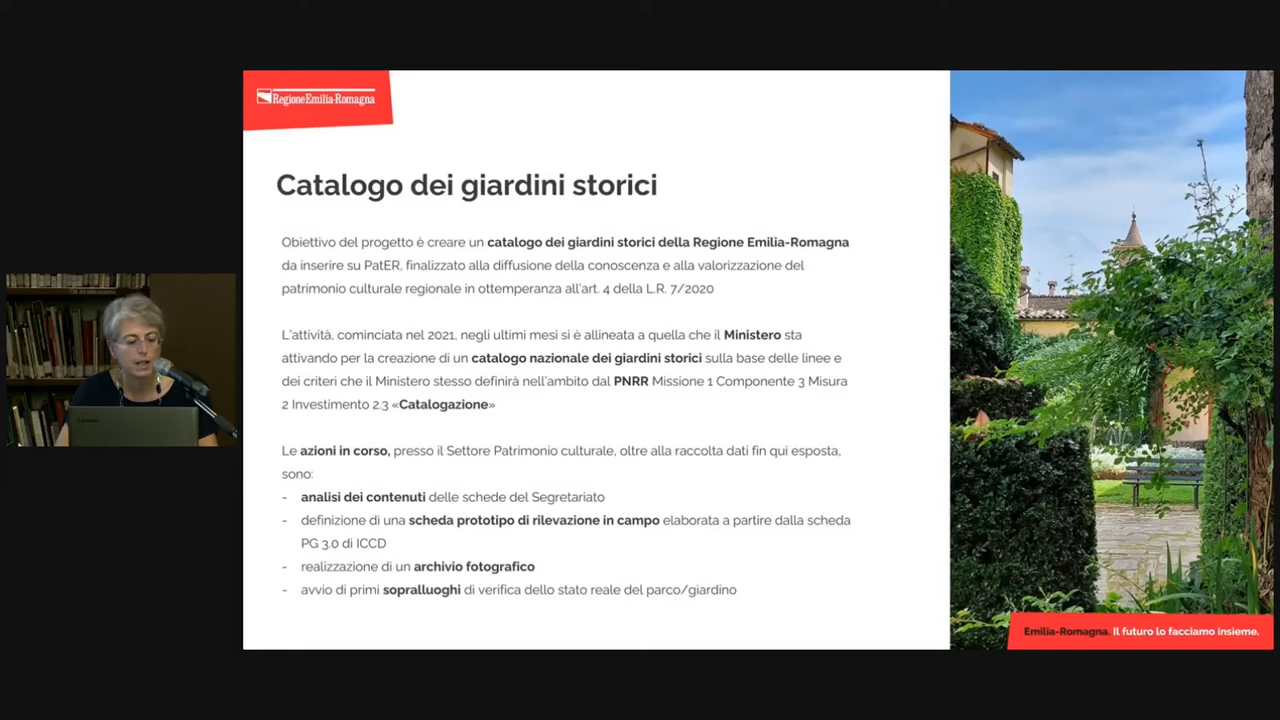 Regione Emilia-Romagna
Catalogo dei giardini storici
Obiettivo del progetto è creare un catalogo dei giardini storici della Regione Emilia-Romagna
da inserire su PatER, finalizzato alla diffusione della conoscenza e alla valorizzazione del
patrimonio culturale regionale in ottemperanza all'art. 4 della L.R. 7/2020
L'attività, cominciata nel 2021, negli ultimi mesi si è allineata a quella che il Ministero sta
attivando per la creazione di un catalogo nazionale dei giardini storici sulla base delle linee e
dei criteri che il Ministero stesso definirà nell'ambito dal PNRR Missione 1 Componente 3 Misura
2 Investimento 2.3 «Catalogazione»
Le azioni in corso, presso il Settore Patrimonio culturale, oltre alla raccolta dati fin qui esposta,
sono:
- analisi dei contenuti delle schede del Segretariato
- definizione di una scheda prototipo di rilevazione in campo elaborata a partire dalla scheda
PG 3.0 di ICCD
- realizzazione di un archivio fotografico
- avvio di primi sopralluoghi di verifica dello stato reale del parco/giardino
Emilia-Romagna. Il futuro lo facciamo insieme.